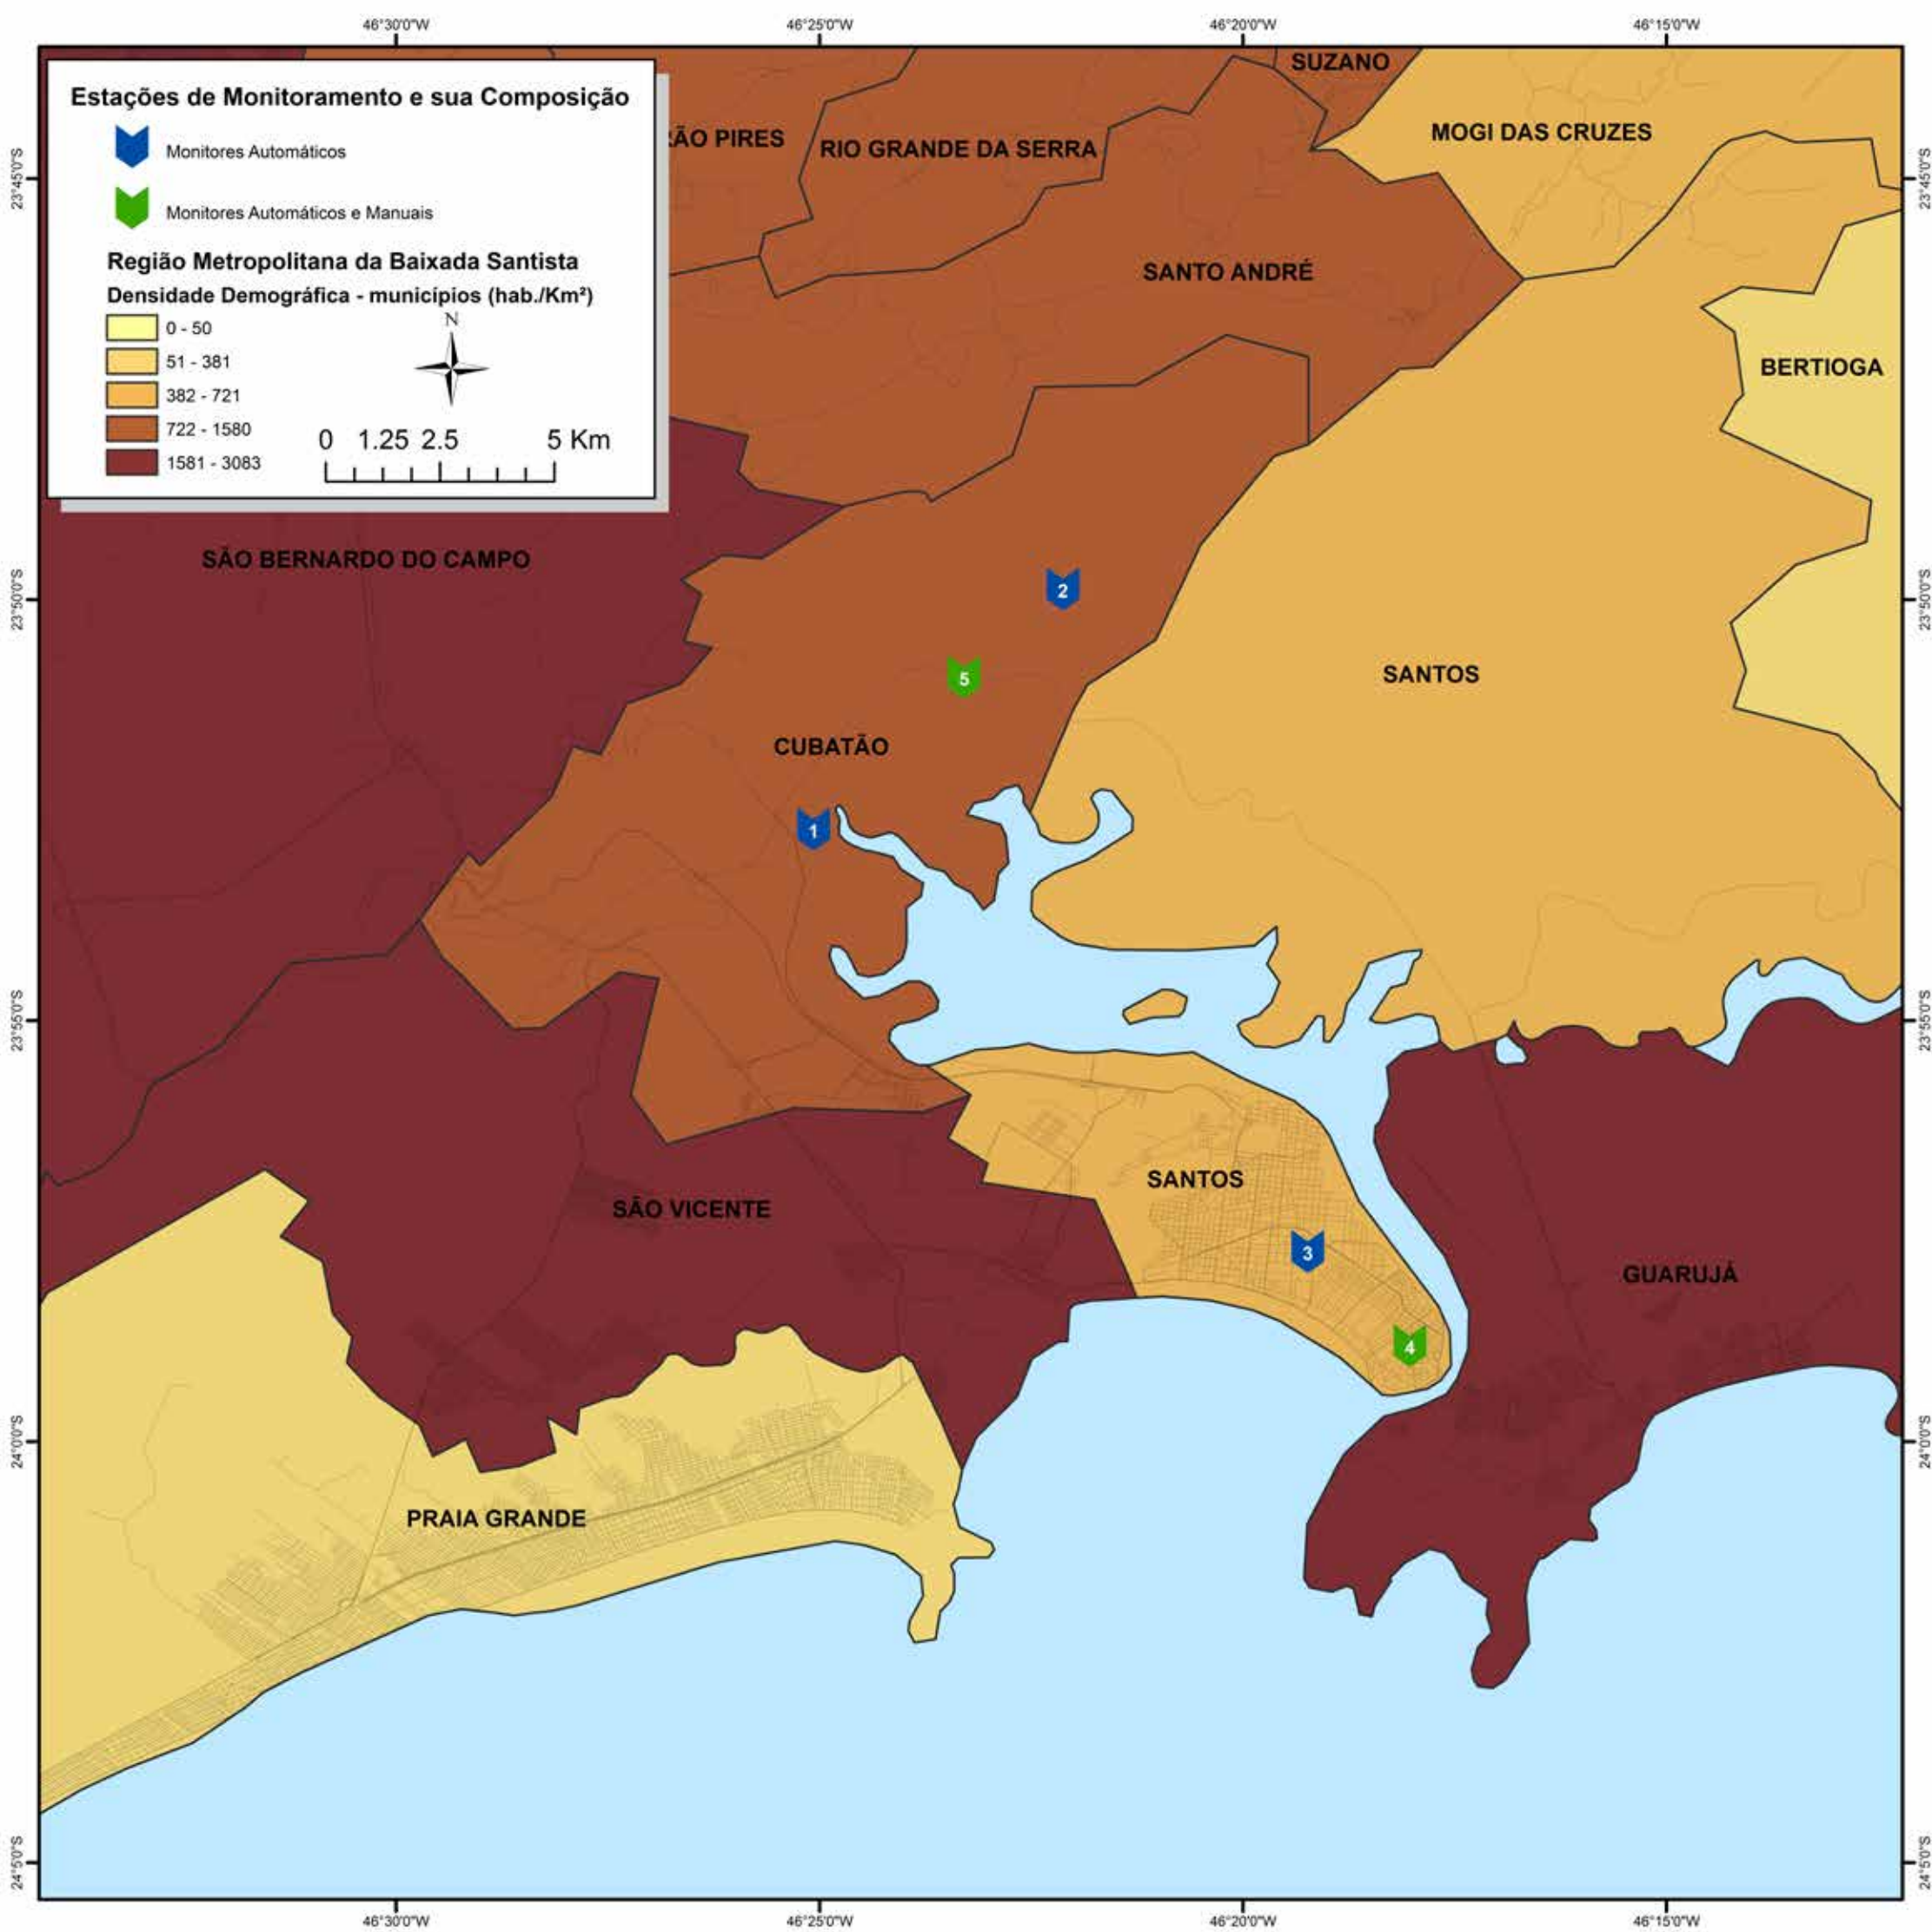 46°30'0"W
46°25'0"W
46°20'0"W
46°15'0"W
Estações de Monitoramento e sua Composição
Monitores Automáticos
Monitores Automáticos e Manuais
Região Metropolitana da Baixada Santista
Densidade Demográfica - municípios (hab./Km²)
0 - 50
51 - 381
382 - 721
722 - 1580
1581 - 3083
N
0 1.25 2.5 5 Km
SUZANO
MOGI DAS CRUZES
PIRES
RIO GRANDE DA SERRA
SANTO ANDRÉ
BERTIOGA
SÃO BERNARDO DO CAMPO
2
5
SANTOS
CUBATÃO
1
SANTOS
SÃO VICENTE
3
GUARUJÁ
4
PRAIA GRANDE
23°45'0"S
23°50'0"S
23°55'0"S
24°0'0"S
24°5'0"S
23°45'0"S
23°50'0"S
23°55'0"S
24°0'0"S
24°5'0"S
46°30'0"W
46°25'0"W
46°20'0"W
46°15'0"W